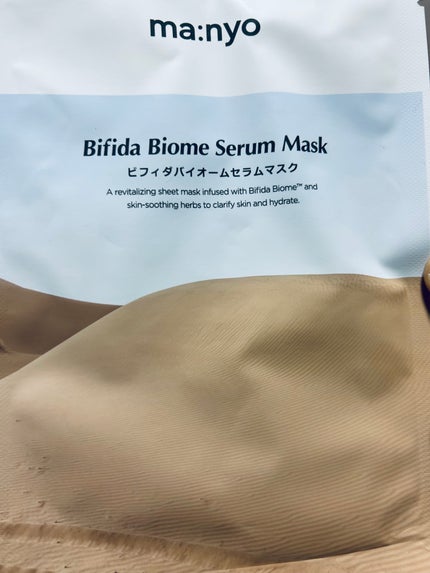 ma:nyo
Bifida Biome Serum Mask
ビフィダバイオームセラムマスク
A revitalizing sheet mask infused with Bifida Biome™ and
skin-soothing herbs to clarify skin and hydrate.